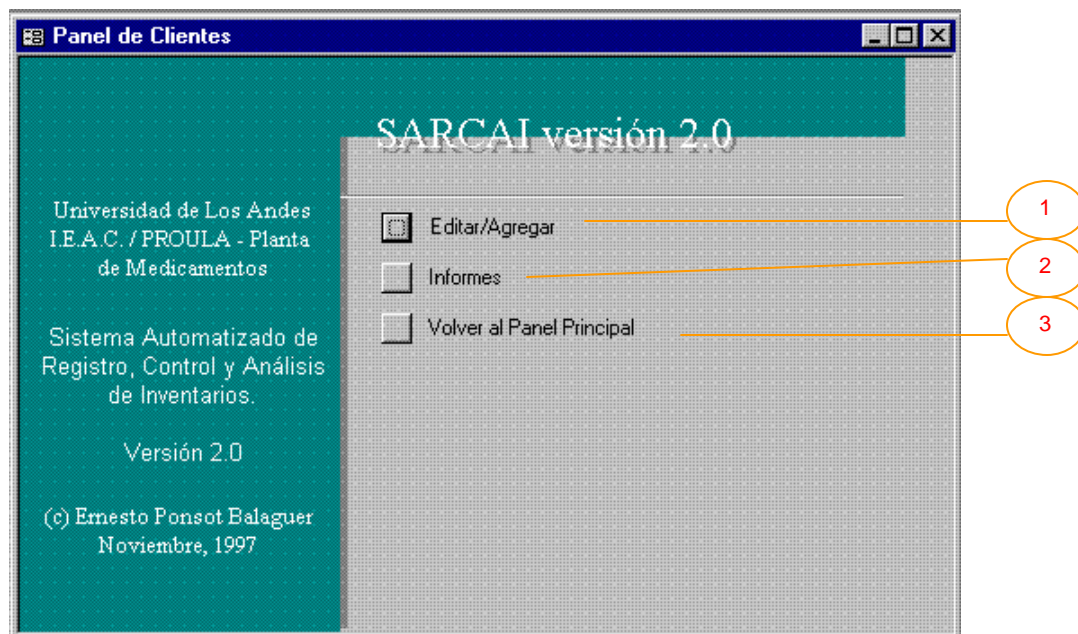 Panel de Clientes
SARCAI versión 2.0
Universidad de Los Andes
I.E.A.C. / PROULA - Planta
de Medicamentos
Sistema Automatizado de
Registro, Control y Análisis
de Inventarios.
Versión 2.0
(c) Ernesto Ponsot Balaguer
Noviembre, 1997
Editar/Agregar
Informes
Volver al Panel Principal
1
2
3